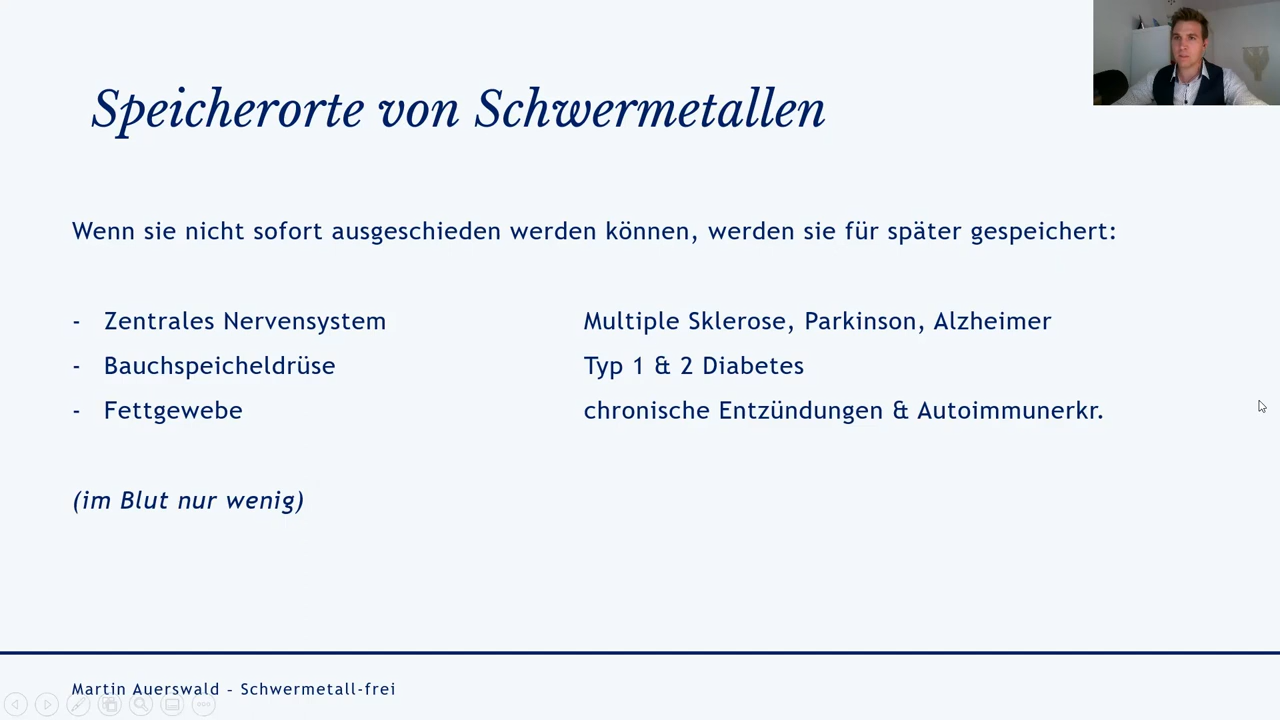 Speicherorte von Schwermetallen
Wenn sie nicht sofort ausgeschieden werden können, werden sie für später gespeichert:
- Zentrales Nervensystem Multiple Sklerose, Parkinson, Alzheimer
- Bauchspeicheldrüse Typ 1 & 2 Diabetes
- Fettgewebe chronische Entzündungen & Autoimmunerkr.
(im Blut nur wenig)
Martin Auerswald - Schwermetall-frei